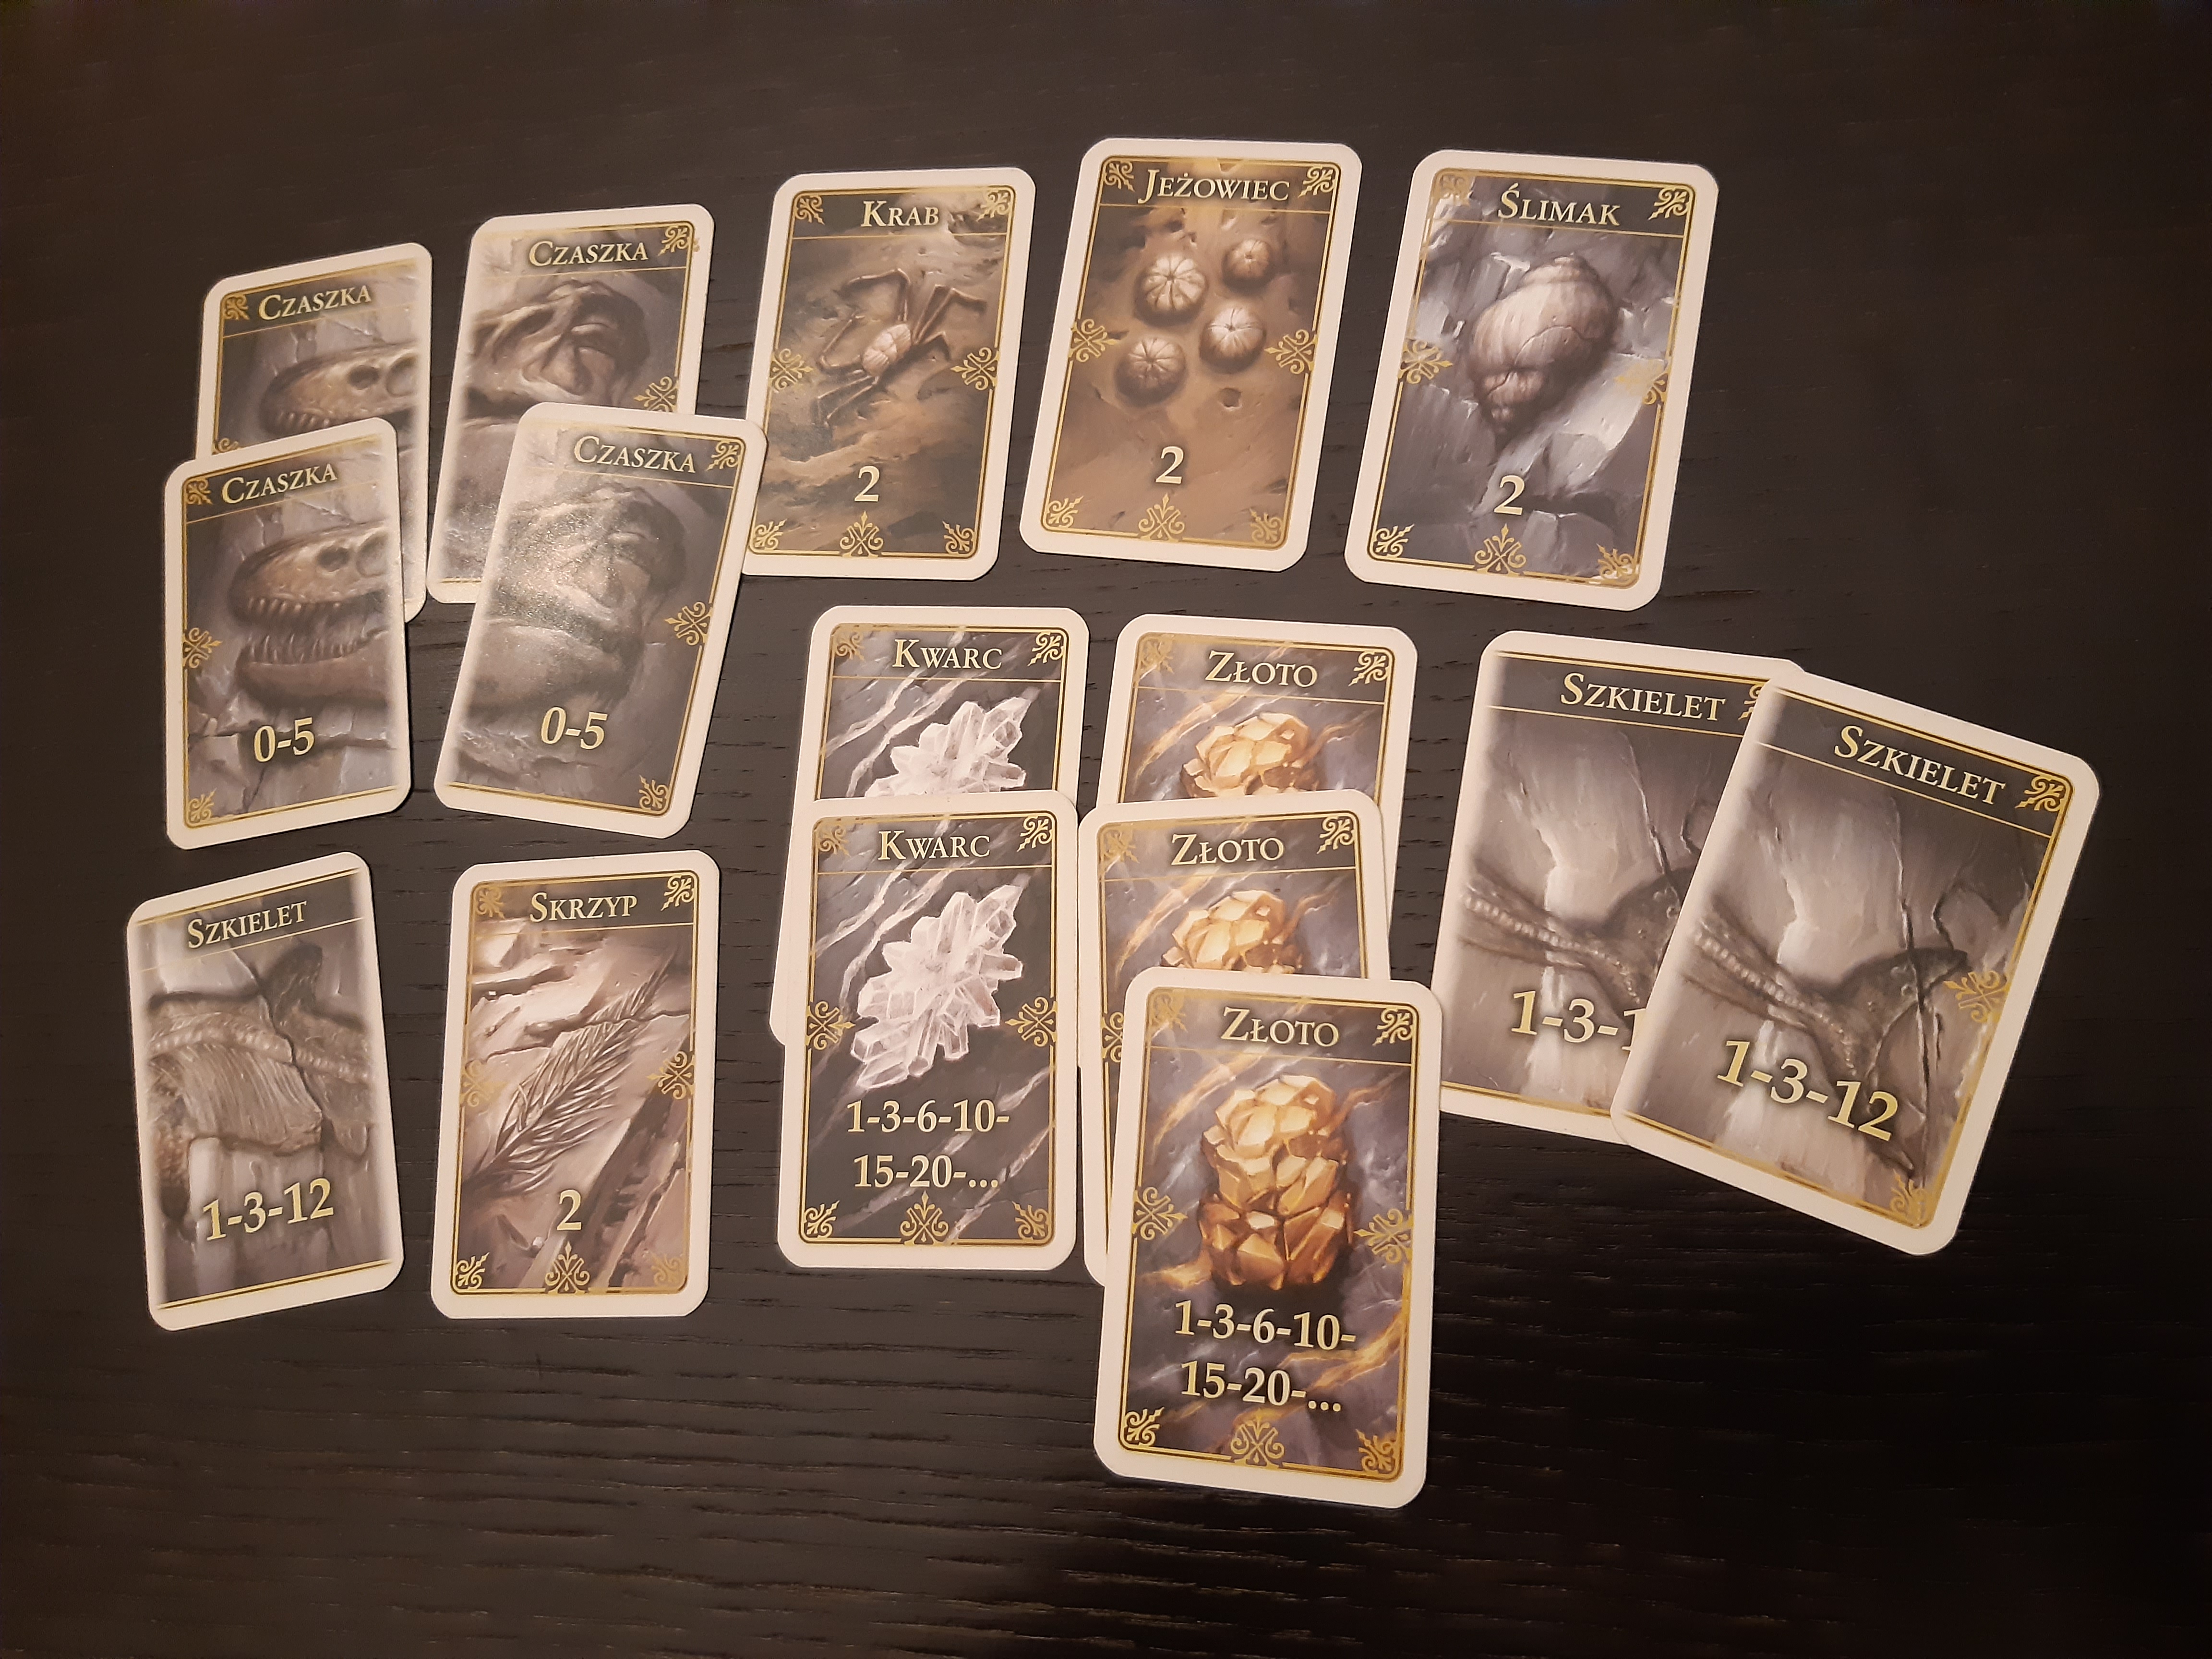 Szkielet
1-3-12
Czaszka
0-5
Czaszka
Skrzyp
2
Czaszka
0-5
Czaszka
Kwarc
1-3-6-10-
15-20-...
Kwarc
Krab
2
Złoto
1-3-6-10-
15-20-...
Złoto
Złoto
Jeżowiec
2
Szkielet
1-3-
Szkielet
1-3-12
Ślimak
2